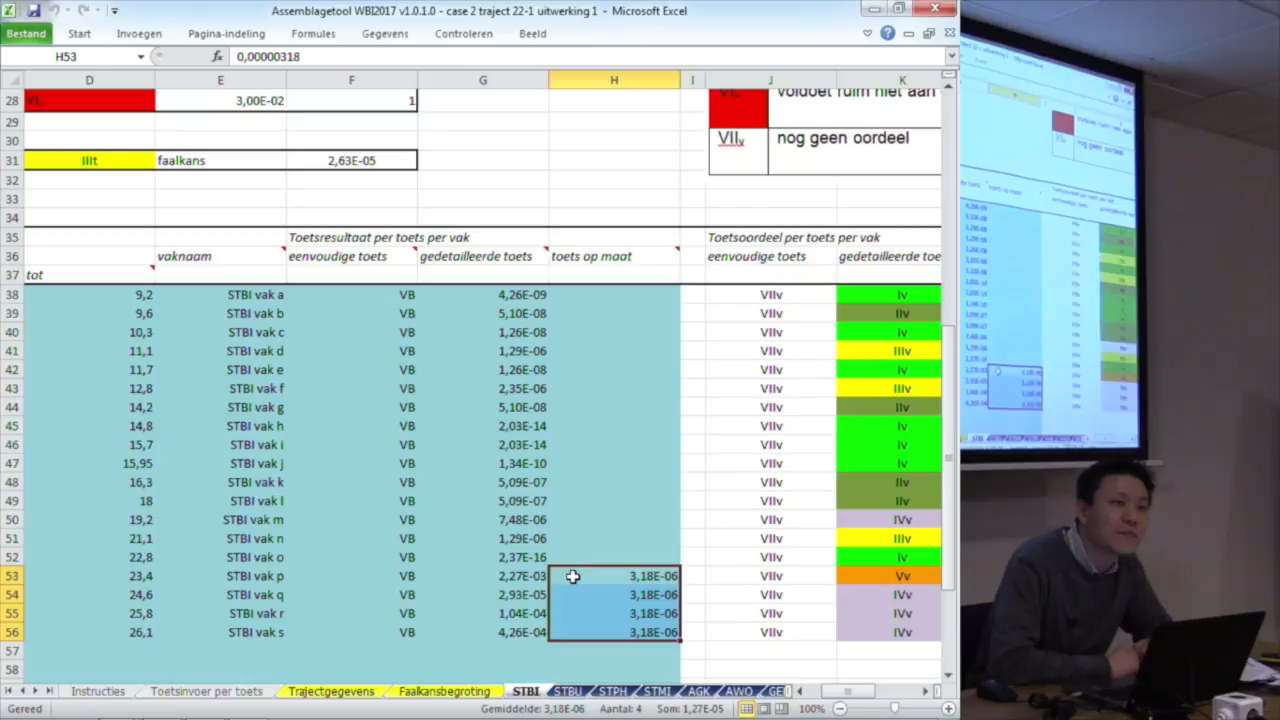 Assemblagetool WBI2017 v1.0.1.0 - case 2 traject 22-1 uitwerking 1 - Microsoft Excel
Bestand Start Invoegen Pagina-indeling Formules Gegevens Controleren Beeld
H53 fx 0,00000318
D E F G H I J K
28 3,00E-02 1 voldoet ruim niet aan
29
30 VIIv nog geen oordeel
31 IIIt faalkans 2,63E-05
32
33
34
35 Toetsresultaat per toets per vak Toetsoordeel per toets per vak
36 vaknaam eenvoudige toets gedetailleerde toets toets op maat eenvoudige toets gedetailleerde toe
37 tot
38 9,2 STBI vak a VB 4,26E-09 VIIv Iv
39 9,6 STBI vak b VB 5,10E-08 VIIv IIv
40 10,3 STBI vak c VB 1,26E-08 VIIv Iv
41 11,1 STBI vak d VB 1,29E-06 VIIv IIIv
42 11,7 STBI vak e VB 1,26E-08 VIIv Iv
43 12,8 STBI vak f VB 2,35E-06 VIIv IIIv
44 14,2 STBI vak g VB 5,10E-08 VIIv IIv
45 14,8 STBI vak h VB 2,03E-14 VIIv Iv
46 15,7 STBI vak i VB 2,03E-14 VIIv Iv
47 15,95 STBI vak j VB 1,34E-10 VIIv Iv
48 16,3 STBI vak k VB 5,09E-07 VIIv IIv
49 18 STBI vak l VB 5,09E-07 VIIv IIv
50 19,2 STBI vak m VB 7,48E-06 VIIv IVv
51 21,1 STBI vak n VB 1,29E-06 VIIv IIIv
52 22,8 STBI vak o VB 2,37E-16 VIIv Iv
53 23,4 STBI vak p VB 2,27E-03 3,18E-06 VIIv Vv
54 24,6 STBI vak q VB 2,93E-05 3,18E-06 VIIv IVv
55 25,8 STBI vak r VB 1,04E-04 3,18E-06 VIIv IVv
56 26,1 STBI vak s VB 4,26E-04 3,18E-06 VIIv IVv
57
58
Instructies Toetsinvoer per toets Trajectgegevens Faalkansbegroting STBI STBU STPH STMI AGK AWO GE
Gereed Gemiddelde: 3,18E-06 Aantal: 4 Som: 1,27E-05 100%